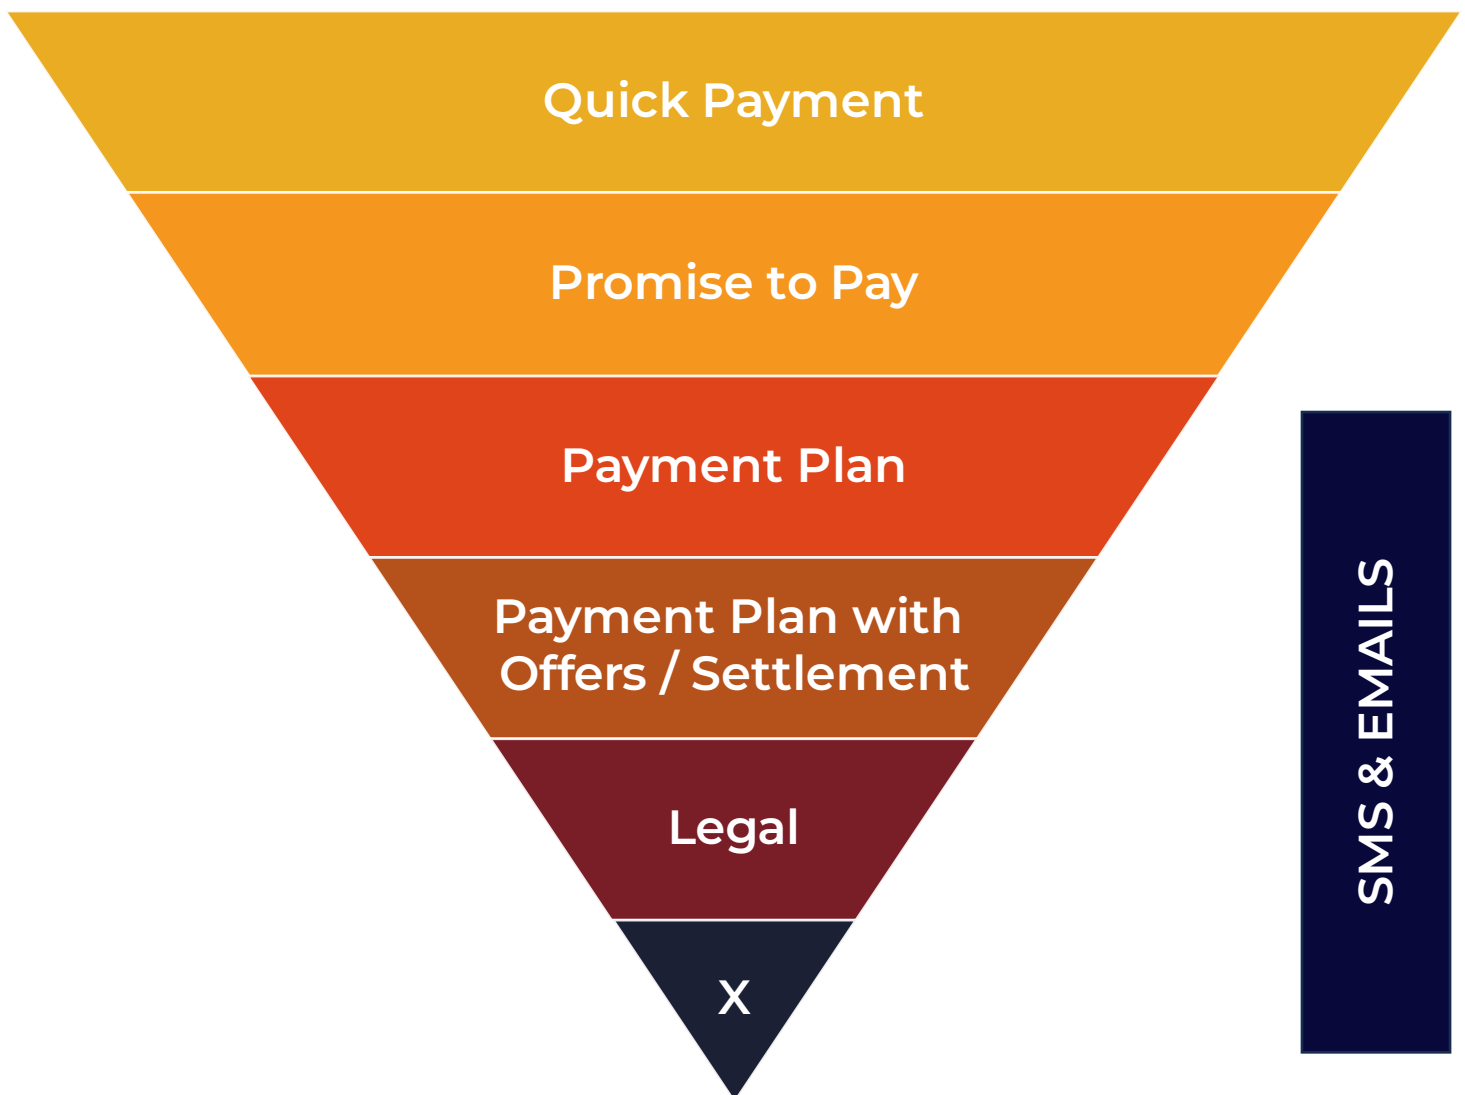 Quick Payment
Promise to Pay
Payment Plan
Payment Plan with
Offers / Settlement
Legal
X
SMS & EMAILS